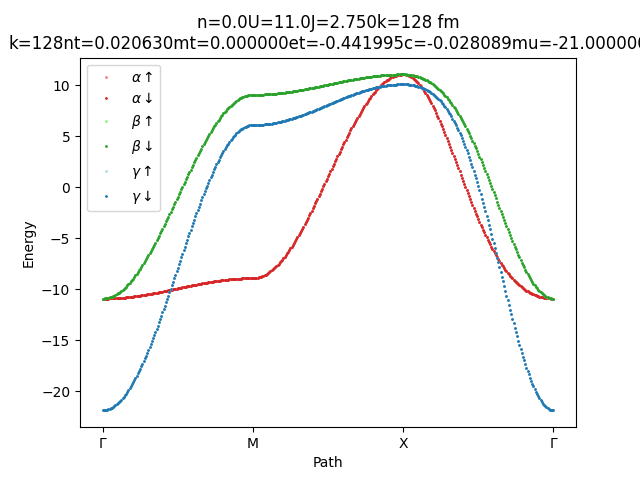 n=0.0U=11.0J=2.750k=128 fm
k=128nt=0.020630mt=0.000000et=-0.441995c=-0.028089mu=-21.000000
α↑
α↓
β↑
β↓
γ↑
γ↓
Energy
10
5
0
−5
−10
−15
−20
Γ
M
X
Γ
Path